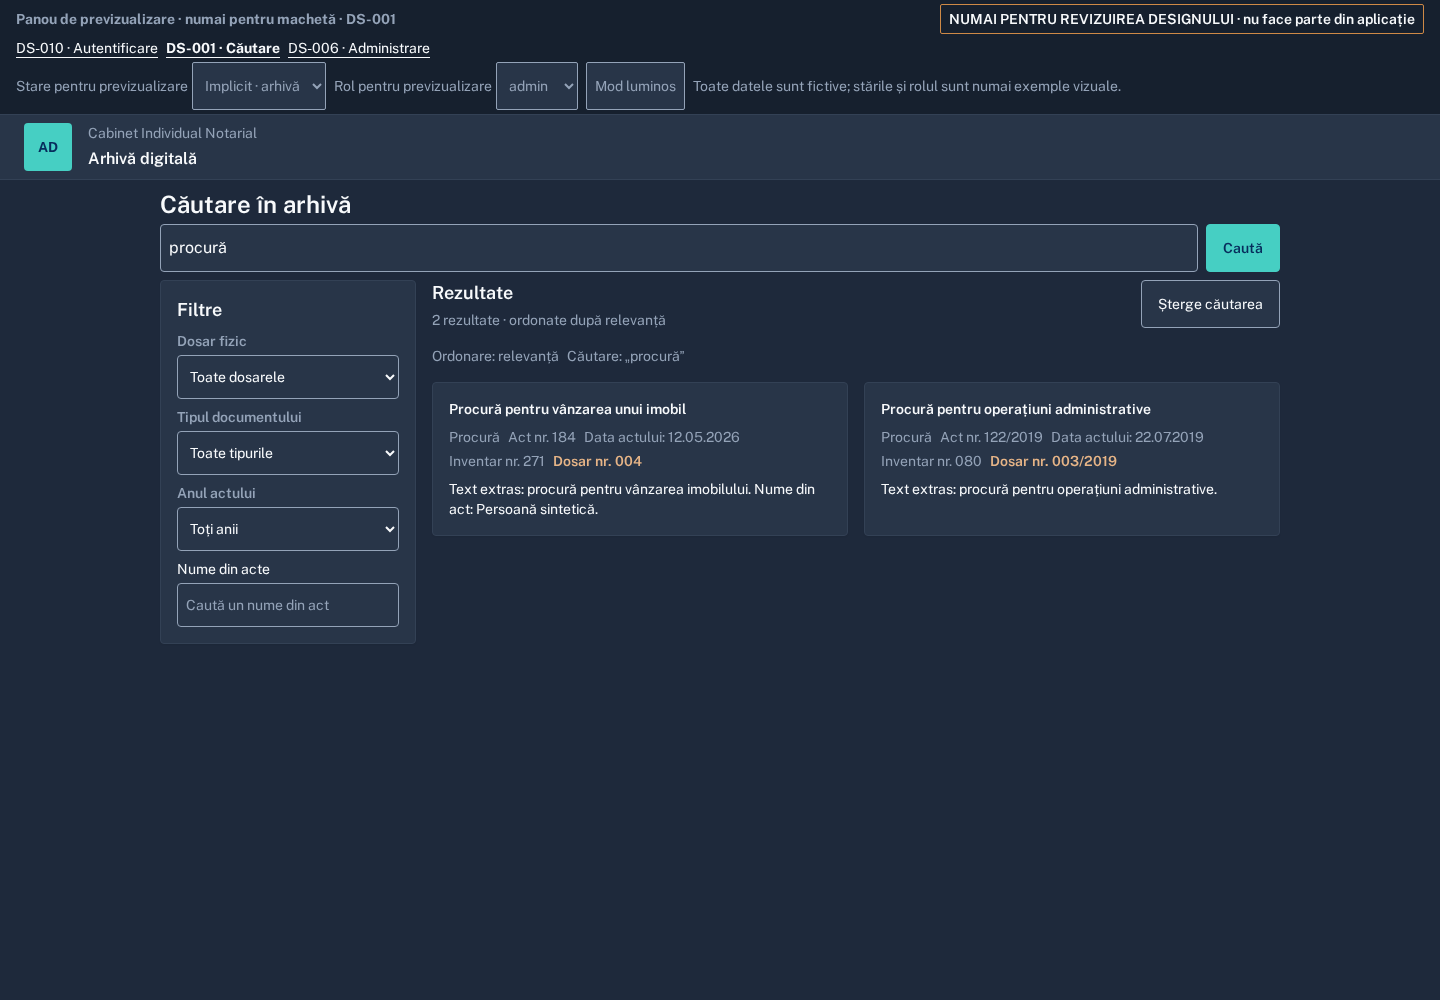 Panou de previzualizare · numai pentru machetă · DS-001
NUMAI PENTRU REVIZUIREA DESIGNULUI · nu face parte din aplicație
DS-010 · Autentificare DS-001 · Căutare DS-006 · Administrare
Stare pentru previzualizare Implicit · arhivă Rol pentru previzualizare admin Mod luminos Toate datele sunt fictive; stările și rolul sunt numai exemple vizuale.
AD
Cabinet Individual Notarial
Arhivă digitală
Căutare în arhivă
procură
Caută
Filtre
Dosar fizic
Toate dosarele
Tipul documentului
Toate tipurile
Anul actului
Toți anii
Nume din acte
Caută un nume din act
Rezultate
2 rezultate · ordonate după relevanță
Șterge căutarea
Ordonare: relevanță Căutare: „procură”
Procură pentru vânzarea unui imobil
Procură Act nr. 184 Data actului: 12.05.2026
Inventar nr. 271 Dosar nr. 004
Text extras: procură pentru vânzarea imobilului. Nume din
act: Persoană sintetică.
Procură pentru operațiuni administrative
Procură Act nr. 122/2019 Data actului: 22.07.2019
Inventar nr. 080 Dosar nr. 003/2019
Text extras: procură pentru operațiuni administrative.